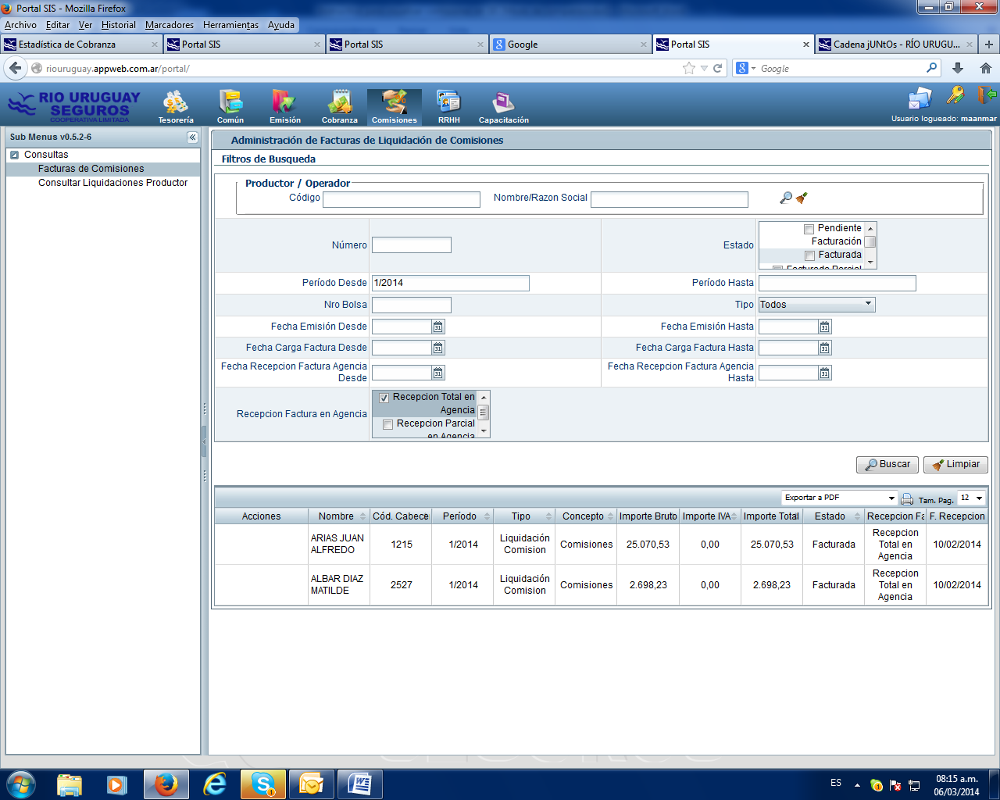 Portal SIS - Mozilla Firefox
Archivo Editar Ver Historial Marcadores Herramientas Ayuda
Estadística de Cobranza
Portal SIS
Portal SIS
Google
Portal SIS
Cadena jUNtOs - RÍO URUGU...
riouruguay.appweb.com.ar/portal/
Google
RIO URUGUAY
SEGUROS
COOPERATIVA LIMITADA
Tesorería
Común
Emisión
Cobranza
Comisiones
RRHH
Capacitación
Usuario logueado: maanmar
Sub Menus v0.5.2-6
Consultas
Facturas de Comisiones
Consultar Liquidaciones Productor
Administración de Facturas de Liquidación de Comisiones
Filtros de Busqueda
Productor / Operador
Código
Nombre/Razon Social
Número
Estado
Pendiente
Facturación
Facturada
Facturada Parcial
Período Desde
1/2014
Período Hasta
Nro Bolsa
Tipo
Todos
Fecha Emisión Desde
Fecha Emisión Hasta
Fecha Carga Factura Desde
Fecha Carga Factura Hasta
Fecha Recepcion Factura Agencia
Desde
Fecha Recepcion Factura Agencia
Hasta
Recepcion Factura en Agencia
Recepcion Total en
Agencia
Recepcion Parcial
en Agencia
Buscar
Limpiar
Exportar a PDF
Tam. Pag.
12
Acciones Nombre Cód. Cabece Período Tipo Concepto Importe Bruto Importe IVA Importe Total Estado Recepcion Fa F. Recepcion
ARIAS JUAN
ALFREDO
1215
1/2014
Liquidación
Comision
Comisiones
25.070,53
0,00
25.070,53
Facturada
Recepcion
Total en
Agencia
10/02/2014
ALBAR DIAZ
MATILDE
2527
1/2014
Liquidación
Comision
Comisiones
2.698,23
0,00
2.698,23
Facturada
Recepcion
Total en
Agencia
10/02/2014
ES
08:15 a.m.
06/03/2014